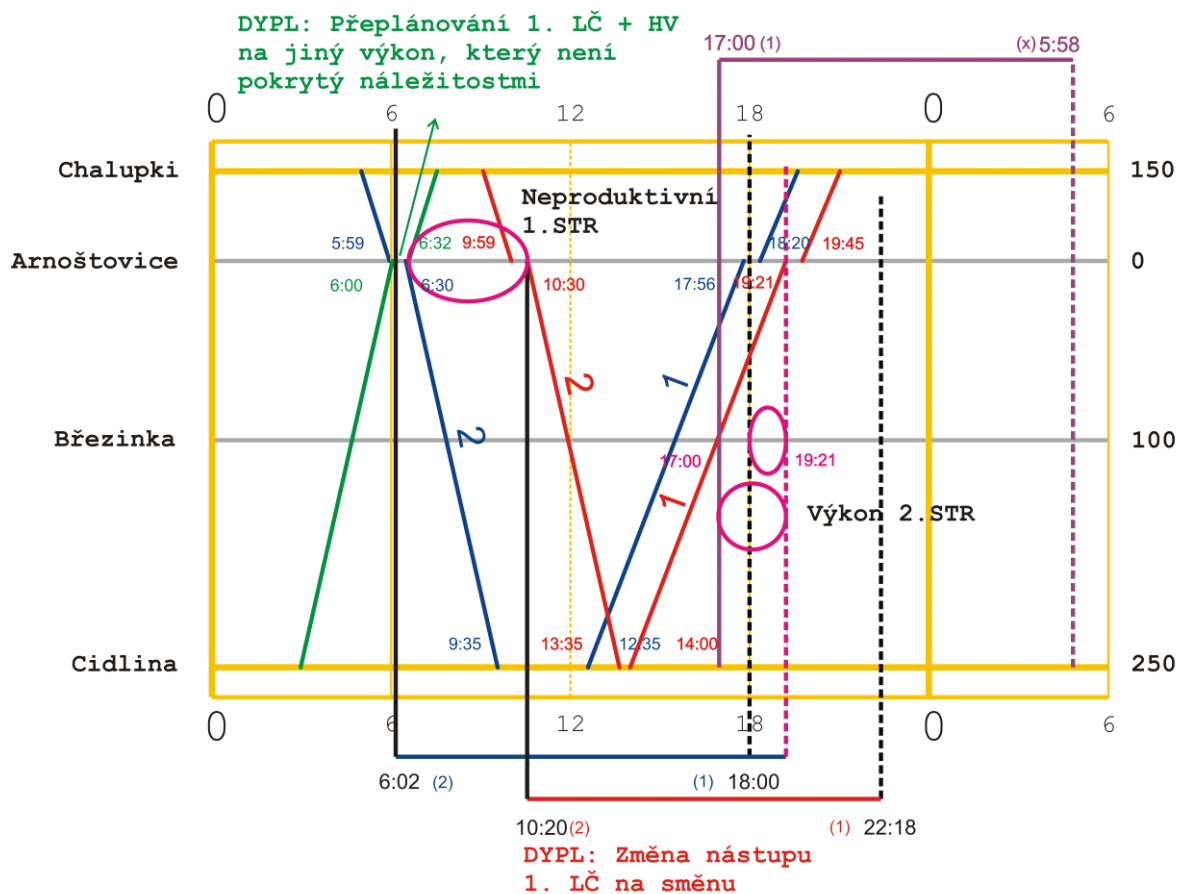 DYPL: Přeplánování 1. LČ + HV
na jiný výkon, který není
pokrytý náležitostmi
17:00 (1) (x) 5:58
0 6 12 18 0 6
Chalupki 150
Neproduktivní
1.STR
5:59 6:32 9:59 18:20 19:45
Arnoštovice 0
6:00 6:30 10:30 17:56 19:21
2 1
2
Březinka 100
17:00 19:21
1
Výkon 2.STR
9:35 13:35 12:35 14:00
Cidlina 250
0 6 12 18 0 6
6:02 (2) (1) 18:00
10:20 (2) (1) 22:18
DYPL: Změna nástupu
1. LČ na směnu